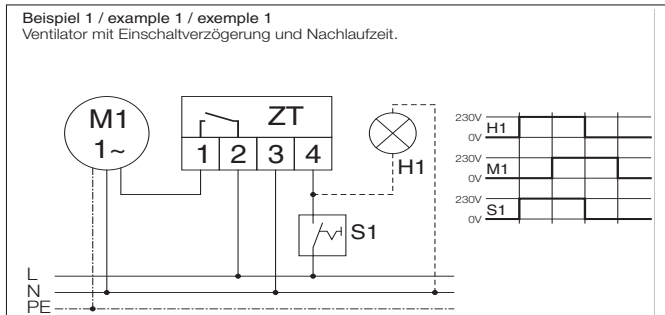 Beispiel 1 / example 1 / exemple 1
Ventilator mit Einschaltverzögerung und Nachlaufzeit.
M1
1~
ZT
1 2 3 4
H1
S1
L
N
PE
230V
H1
0V
230V
M1
0V
230V
S1
0V